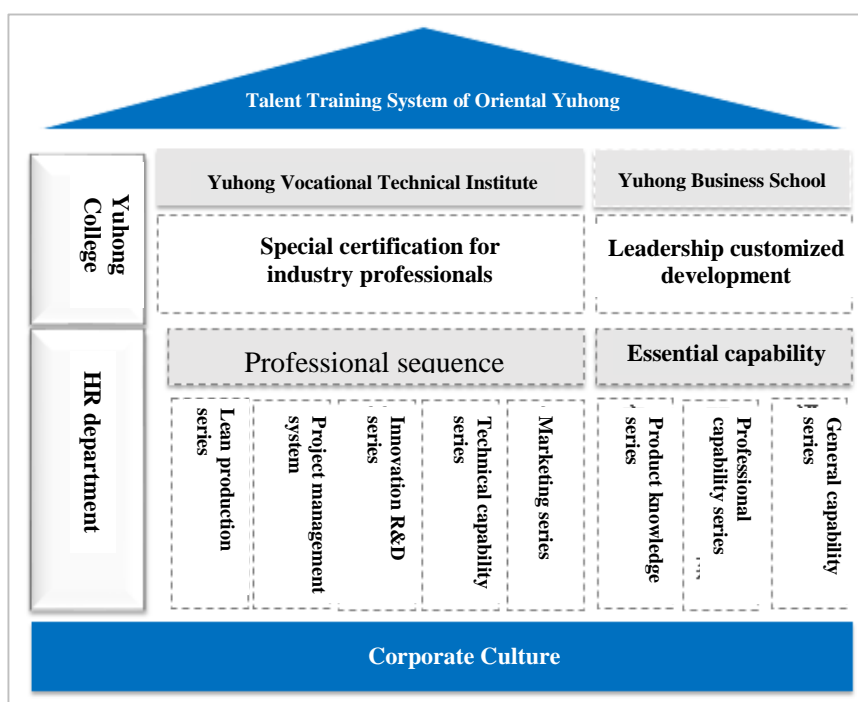 Talent Training System of Oriental Yuhong
Yuhong
College
Yuhong Vocational Technical Institute
Yuhong Business School
Special certification for
industry professionals
Leadership customized
development
HR department
Professional sequence
Essential capability
Lean production
series
Project management
system
Innovation R&D
series
Technical capability
series
Marketing series
Product knowledge
series
Professional
capability series
General capability
series
Corporate Culture